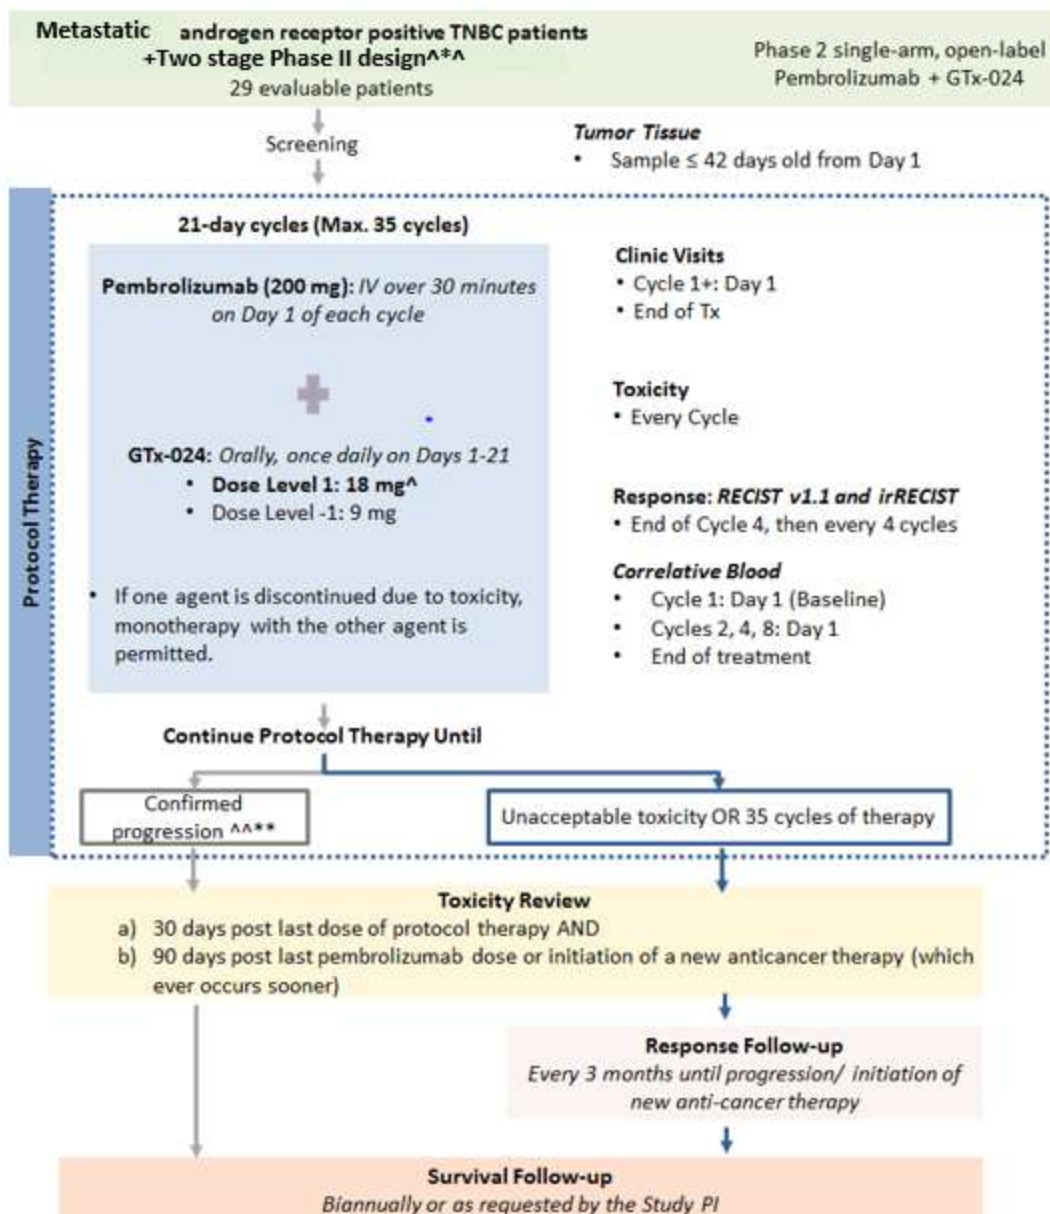 Metastatic androgen receptor positive TNBC patients
+Two stage Phase II design^*^
29 evaluable patients
Phase 2 single-arm, open-label
Pembrolizumab + GTx-024
Screening
Tumor Tissue
• Sample ≤ 42 days old from Day 1
Protocol Therapy
21-day cycles (Max. 35 cycles)
Pembrolizumab (200 mg): IV over 30 minutes
on Day 1 of each cycle
GTx-024: Orally, once daily on Days 1-21
• Dose Level 1: 18 mg^
• Dose Level -1: 9 mg
• If one agent is discontinued due to toxicity,
monotherapy with the other agent is
permitted.
Clinic Visits
• Cycle 1+: Day 1
• End of Tx
Toxicity
• Every Cycle
Response: RECIST v1.1 and irRECIST
• End of Cycle 4, then every 4 cycles
Correlative Blood
• Cycle 1: Day 1 (Baseline)
• Cycles 2, 4, 8: Day 1
• End of treatment
Continue Protocol Therapy Until
Confirmed
progression ^^**
Unacceptable toxicity OR 35 cycles of therapy
Toxicity Review
a) 30 days post last dose of protocol therapy AND
b) 90 days post last pembrolizumab dose or initiation of a new anticancer therapy (which
ever occurs sooner)
Response Follow-up
Every 3 months until progression/ initiation of
new anti-cancer therapy
Survival Follow-up
Biannually or as requested by the Study PI